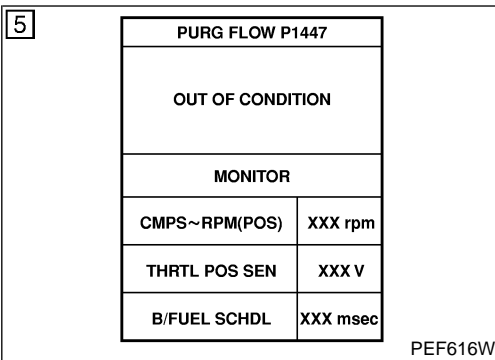 5
PURG FLOW P1447
OUT OF CONDITION
MONITOR
CMPS~RPM(POS) XXX rpm
THRTL POS SEN XXX V
B/FUEL SCHDL XXX msec
PEF616W